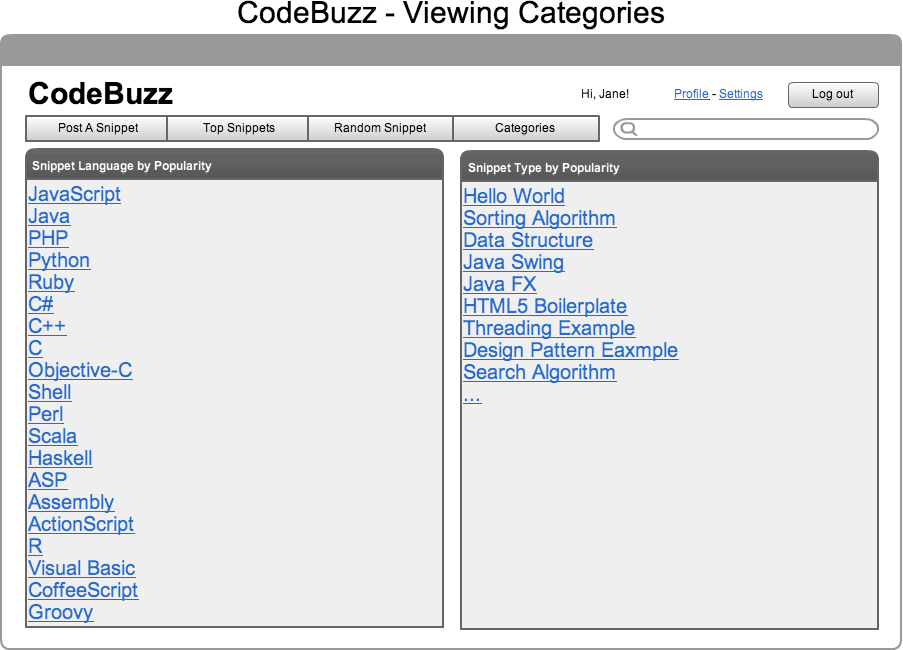 CodeBuzz - Viewing Categories
CodeBuzz
Hi, Jane!
Profile - Settings
Log out
Post A Snippet
Top Snippets
Random Snippet
Categories
Snippet Language by Popularity
JavaScript
Java
PHP
Python
Ruby
C#
C++
C
Objective-C
Shell
Perl
Scala
Haskell
ASP
Assembly
ActionScript
R
Visual Basic
CoffeeScript
Groovy
Snippet Type by Popularity
Hello World
Sorting Algorithm
Data Structure
Java Swing
Java FX
HTML5 Boilerplate
Threading Example
Design Pattern Eaxmple
Search Algorithm
...